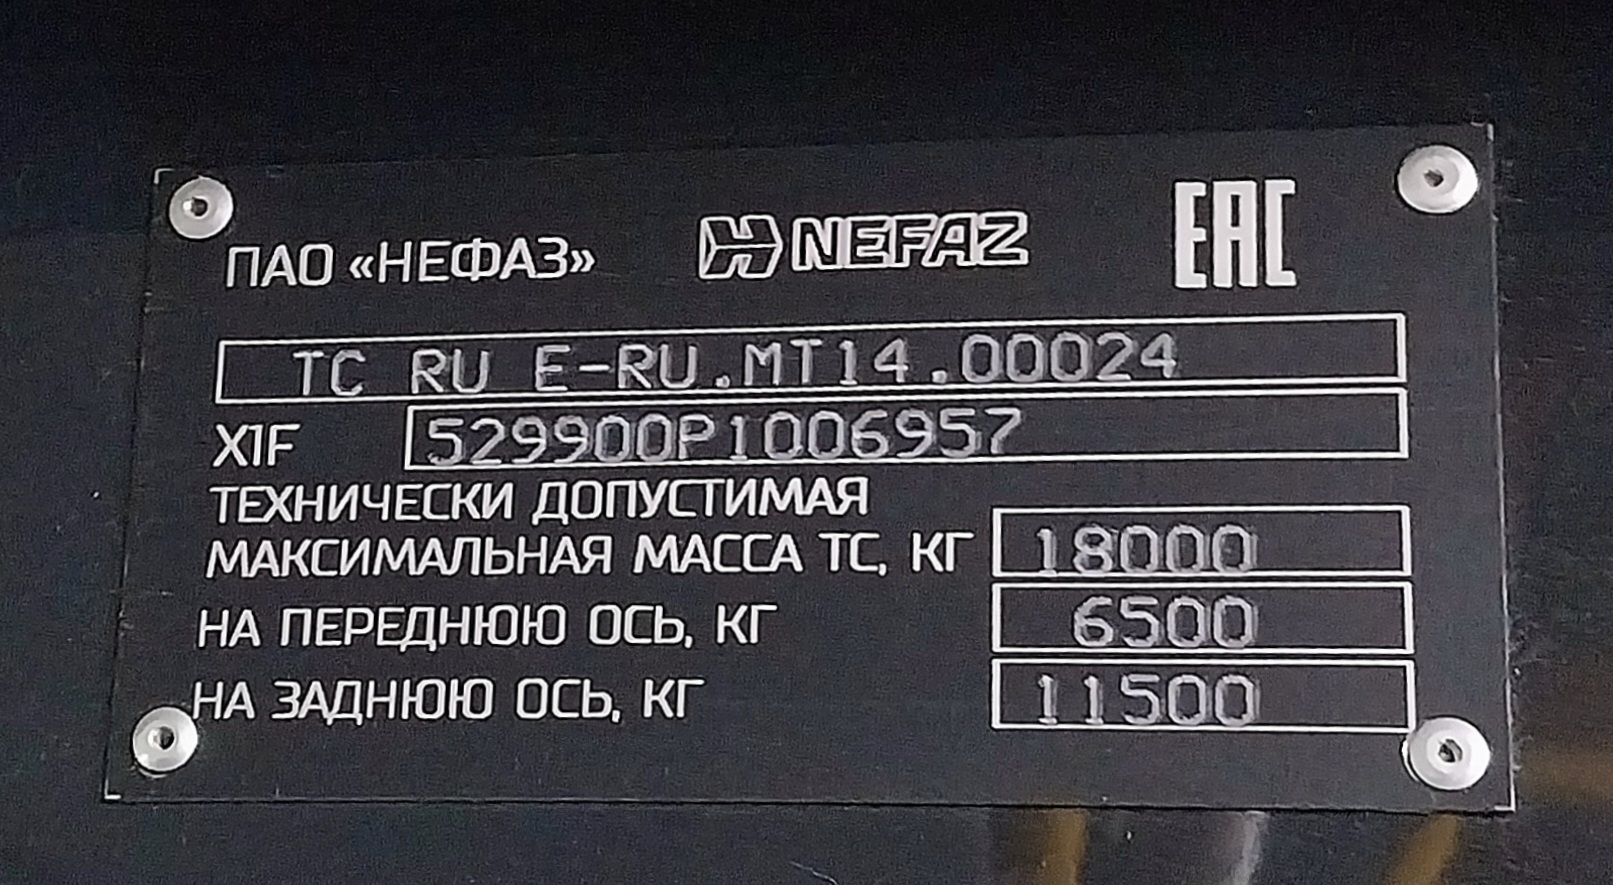 ПАО «НЕФАЗ» NEFAZ EAC
TC RU E-RU.MT14.00024
X1F 529900P1006957
ТЕХНИЧЕСКИ ДОПУСТИМАЯ
МАКСИМАЛЬНАЯ МАССА ТС, КГ 18000
НА ПЕРЕДНЮЮ ОСЬ, КГ 6500
НА ЗАДНЮЮ ОСЬ, КГ 11500